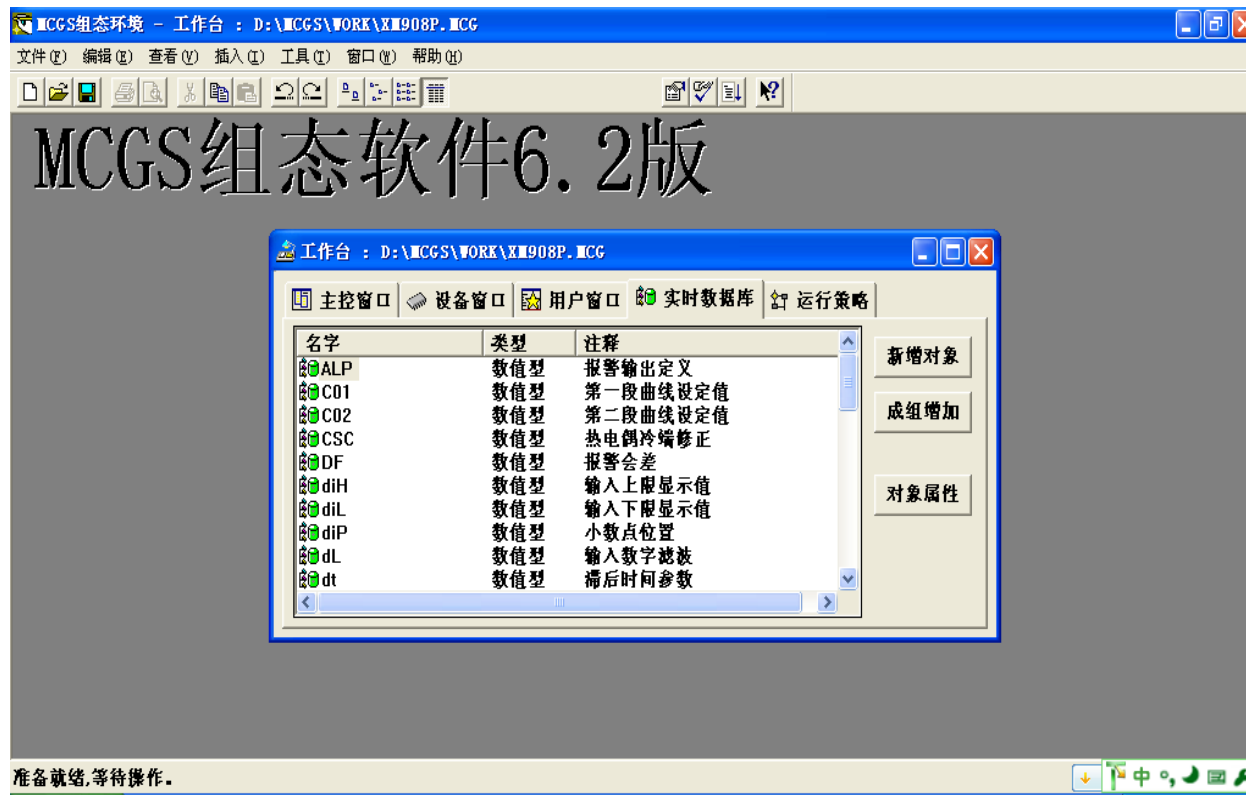 MCGS组态环境 - 工作台 : D:\MCGS\WORK\XM908P.MCG
文件(F) 编辑(E) 查看(V) 插入(I) 工具(T) 窗口(W) 帮助(H)
MCGS组态软件6.2版
工作台 : D:\MCGS\WORK\XM908P.MCG
主控窗口 设备窗口 用户窗口 实时数据库 运行策略
名字 类型 注释
ALP 数值型 报警输出定义
C01 数值型 第一段曲线设定值
C02 数值型 第二段曲线设定值
CSC 数值型 热电偶冷端修正
DF 数值型 报警会差
diH 数值型 输入上限显示值
diL 数值型 输入下限显示值
diP 数值型 小数点位置
dL 数值型 输入数字滤波
dt 数值型 滞后时间参数
新增对象
成组增加
对象属性
准备就绪,等待操作。
中